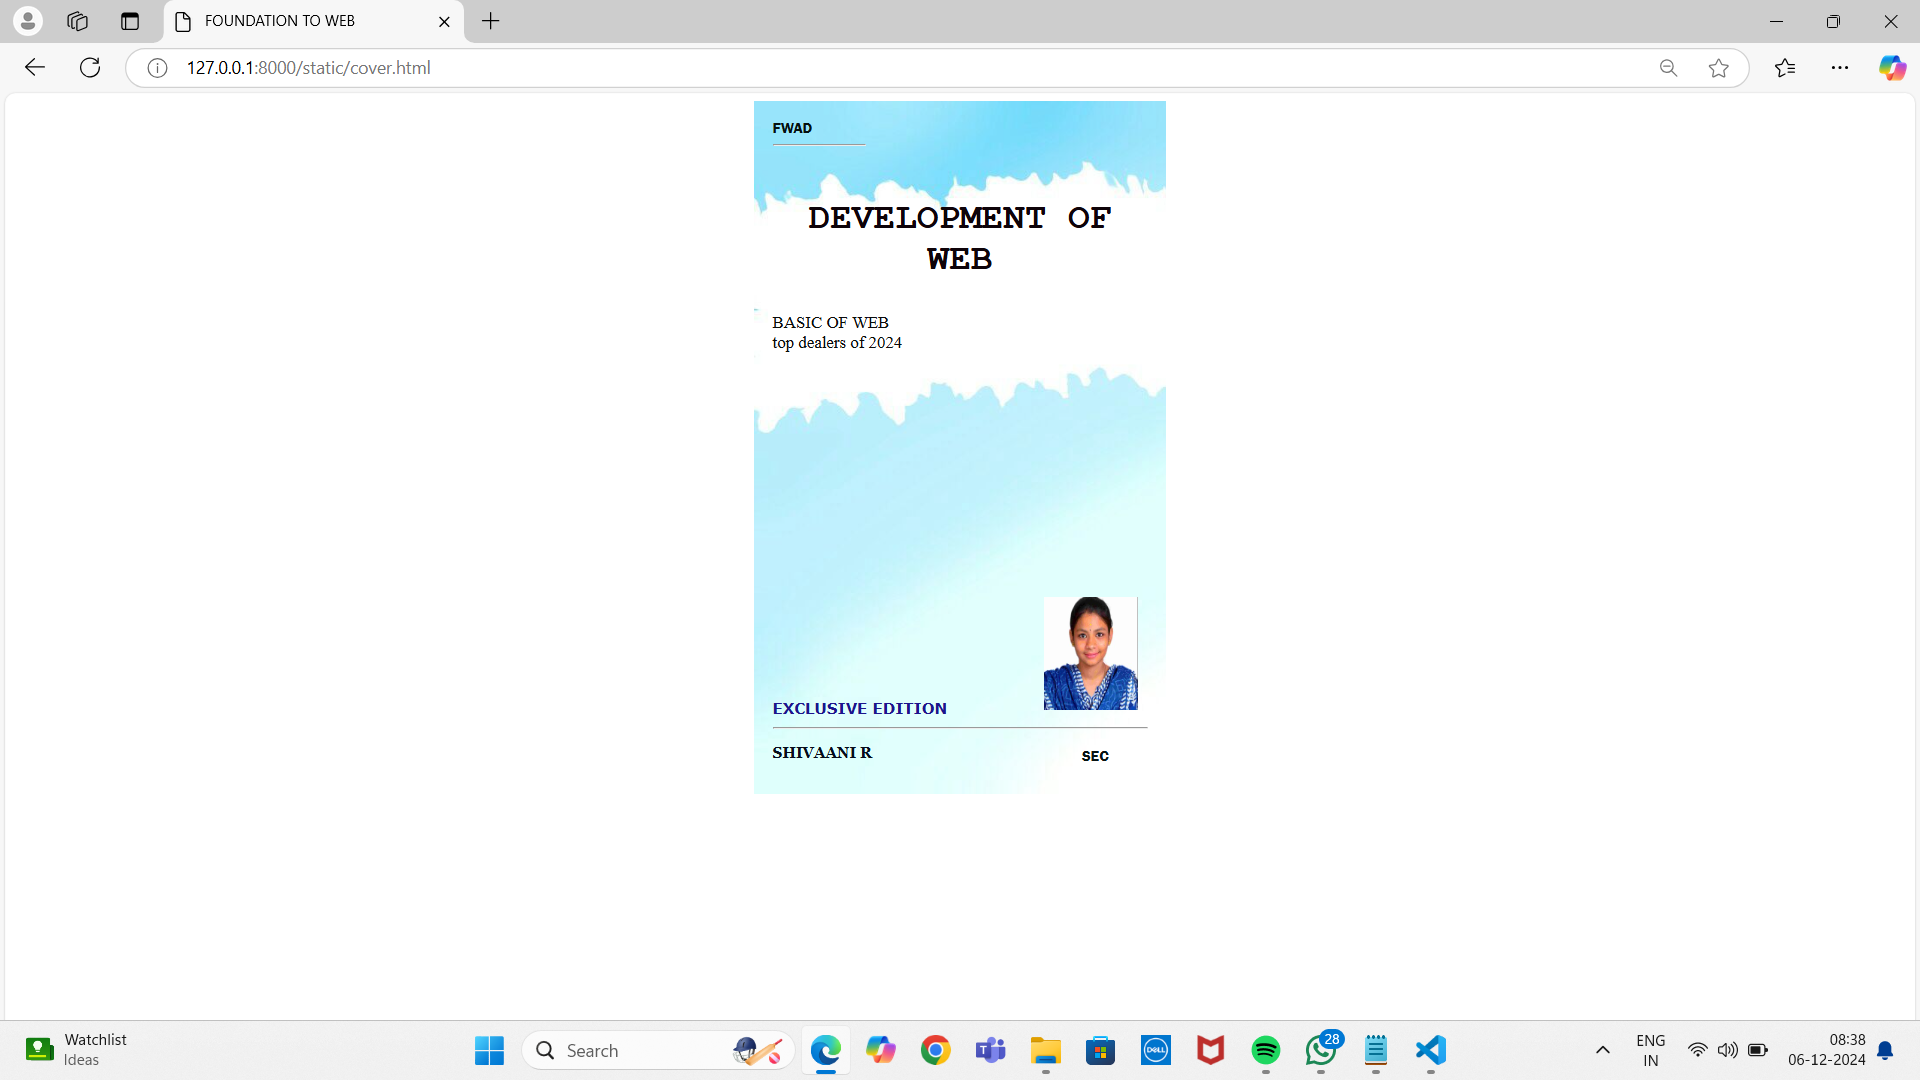 FOUNDATION TO WEB
127.0.0.1:8000/static/cover.html
FWAD
DEVELOPMENT OF
WEB
BASIC OF WEB
top dealers of 2024
EXCLUSIVE EDITION
SHIVAANI R
SEC
Watchlist
Ideas
Search
DELL
28
ENG
IN
08:38
06-12-2024